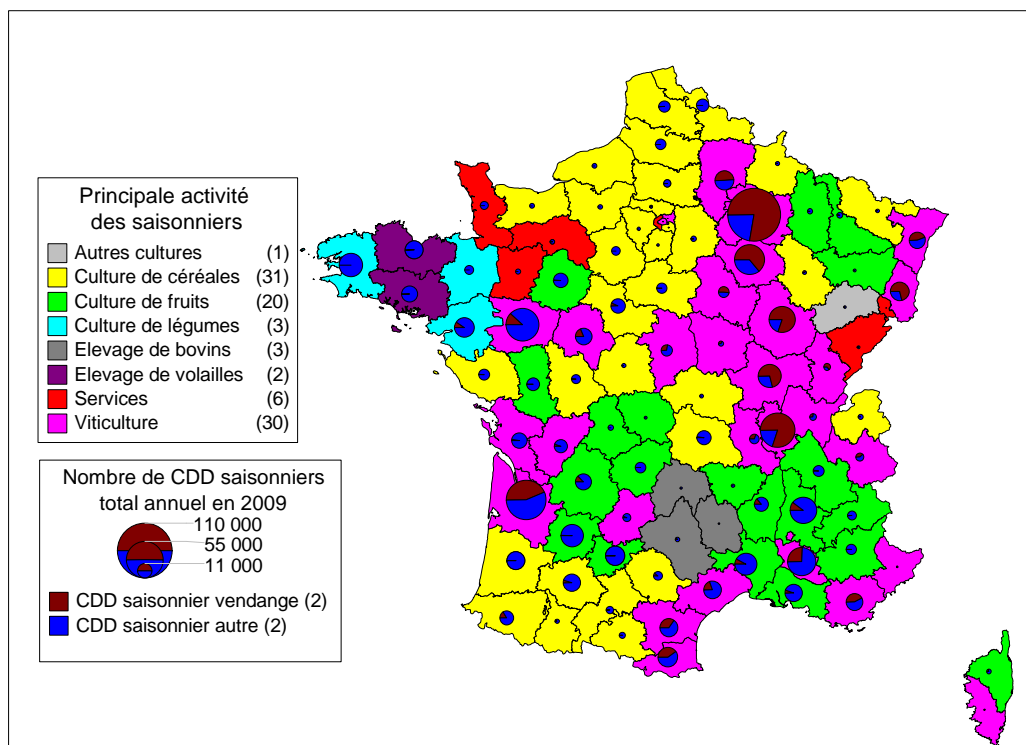 Principale activité
des saisonniers
Autres cultures (1)
Culture de céréales (31)
Culture de fruits (20)
Culture de légumes (3)
Elevage de bovins (3)
Elevage de volailles (2)
Services (6)
Viticulture (30)
Nombre de CDD saisonniers
total annuel en 2009
110 000
55 000
11 000
CDD saisonnier vendange (2)
CDD saisonnier autre (2)